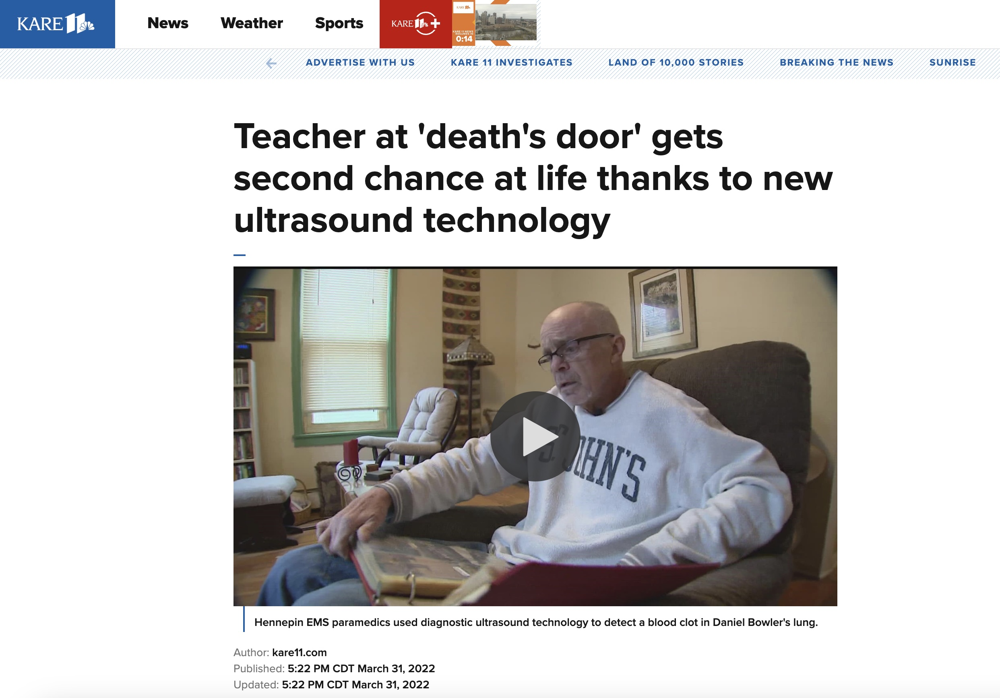 KARE 11
News
Weather
Sports
KARE 11 +
KARE 11
KARE 11 NEWS
RESUMES IN
0:14
ADVERTISE WITH US
KARE 11 INVESTIGATES
LAND OF 10,000 STORIES
BREAKING THE NEWS
SUNRISE
Teacher at 'death's door' gets
second chance at life thanks to new
ultrasound technology
ST. JOHN'S
Hennepin EMS paramedics used diagnostic ultrasound technology to detect a blood clot in Daniel Bowler's lung.
Author: kare11.com
Published: 5:22 PM CDT March 31, 2022
Updated: 5:22 PM CDT March 31, 2022